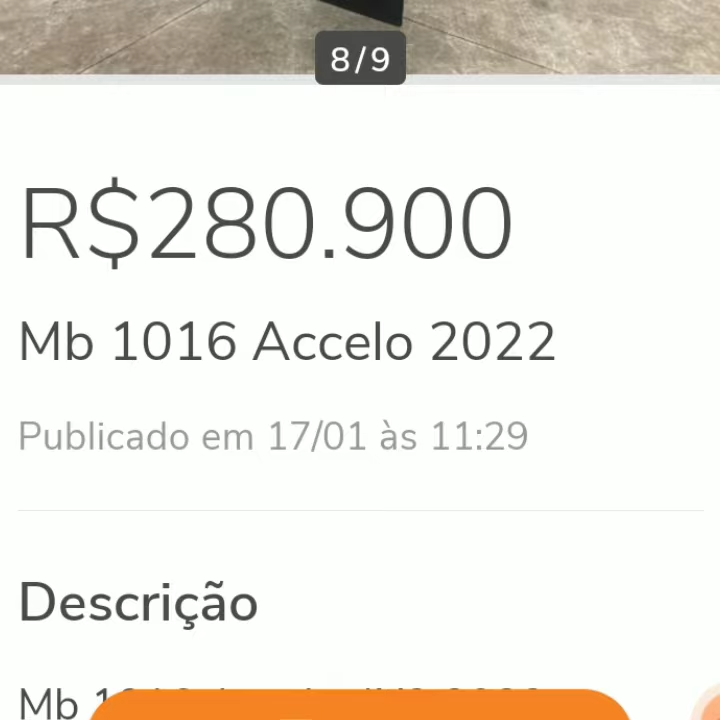 8/9
R$280.900
Mb 1016 Accelo 2022
Publicado em 17/01 às 11:29
Descrição
Mb